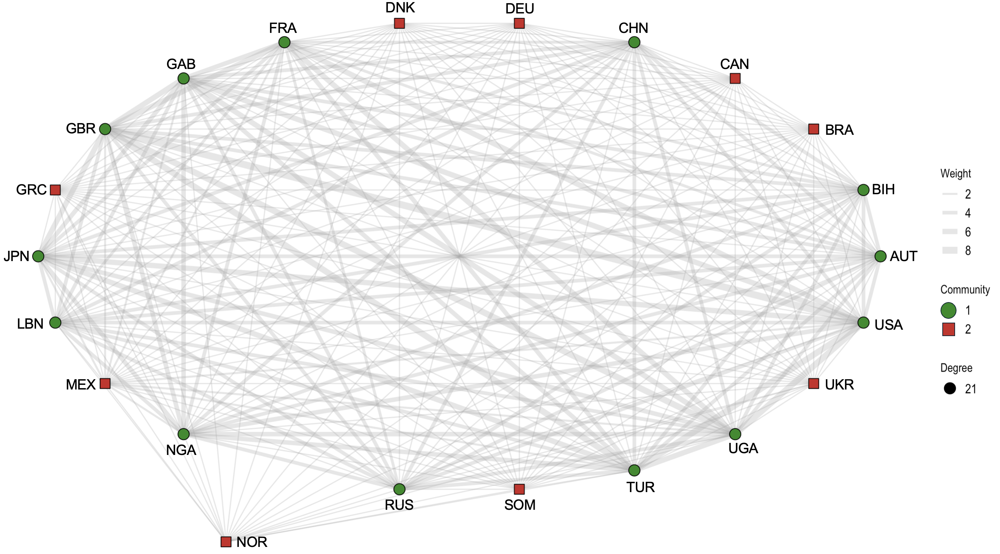 DNK
DEU
FRA
CHN
GAB
CAN
GBR
BRA
GRC
BIH
JPN
AUT
LBN
USA
MEX
UKR
NGA
UGA
RUS
SOM
TUR
NOR
Weight
2
4
6
8
Community
1
2
Degree
21